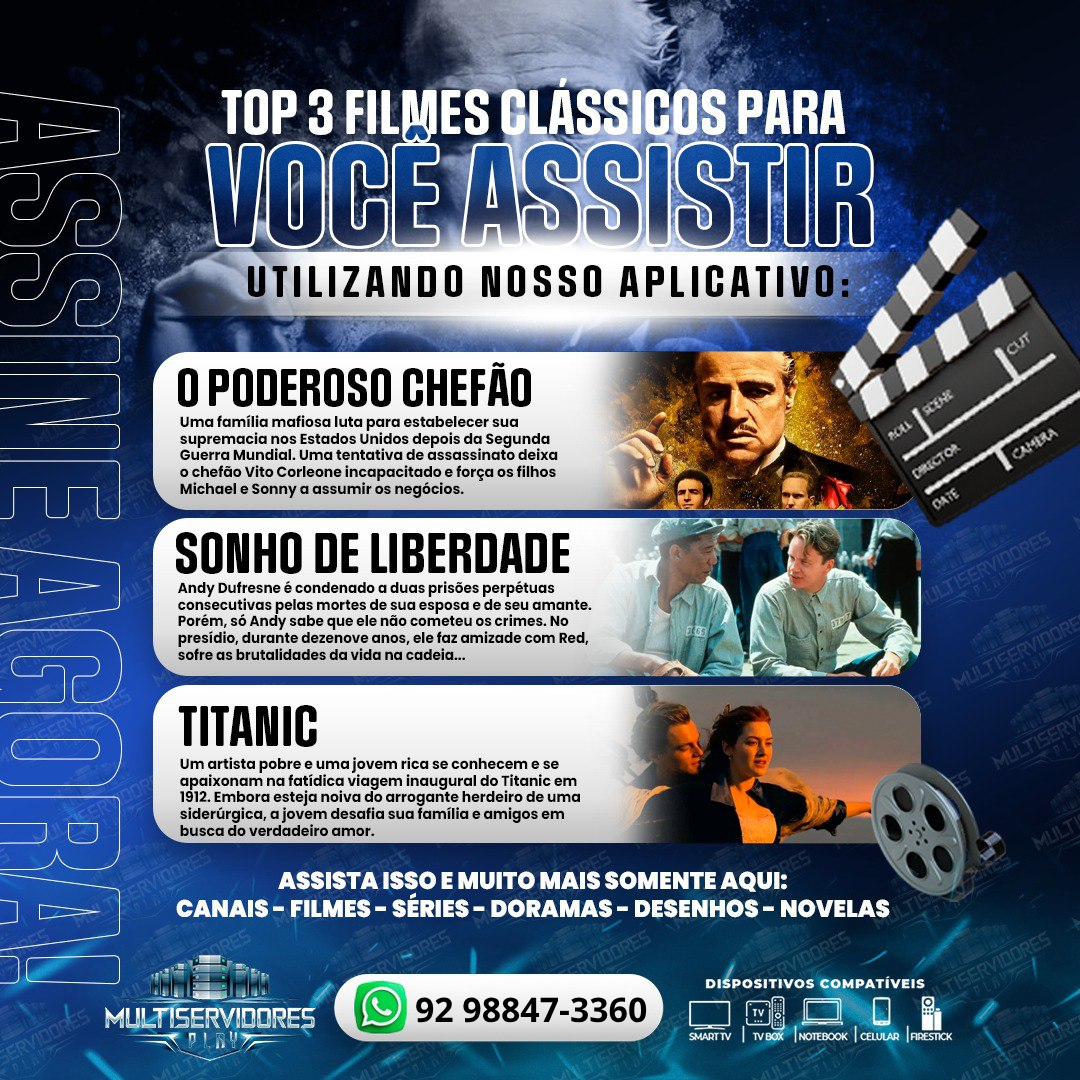 ASSINE AGORA!
TOP 3 FILMES CLÁSSICOS PARA
VOCÊ ASSISTIR
UTILIZANDO NOSSO APLICATIVO:
O PODEROSO CHEFÃO
Uma família mafiosa luta para estabelecer sua
supremacia nos Estados Unidos depois da Segunda
Guerra Mundial. Uma tentativa de assassinato deixa
o chefão Vito Corleone incapacitado e força os filhos
Michael e Sonny a assumir os negócios.
CUT
SCENE
ROLL
CAMERA
DIRECTOR
DATE
SONHO DE LIBERDADE
Andy Dufresne é condenado a duas prisões perpétuas
consecutivas pelas mortes de sua esposa e de seu amante.
Porém, só Andy sabe que ele não cometeu os crimes. No
presídio, durante dezenove anos, ele faz amizade com Red,
sofre as brutalidades da vida na cadeia...
TITANIC
Um artista pobre e uma jovem rica se conhecem e se
apaixonam na fatídica viagem inaugural do Titanic em
1912. Embora esteja noiva do arrogante herdeiro de uma
siderúrgica, a jovem desafia sua família e amigos em
busca do verdadeiro amor.
ASSISTA ISSO E MUITO MAIS SOMENTE AQUI:
CANAIS - FILMES - SÉRIES - DORAMAS - DESENHOS - NOVELAS
MULTISERVIDORES
PLAY
92 98847-3360
DISPOSITIVOS COMPATÍVEIS
TV
SMART TV | TV BOX | NOTEBOOK | CELULAR | FIRESTICK